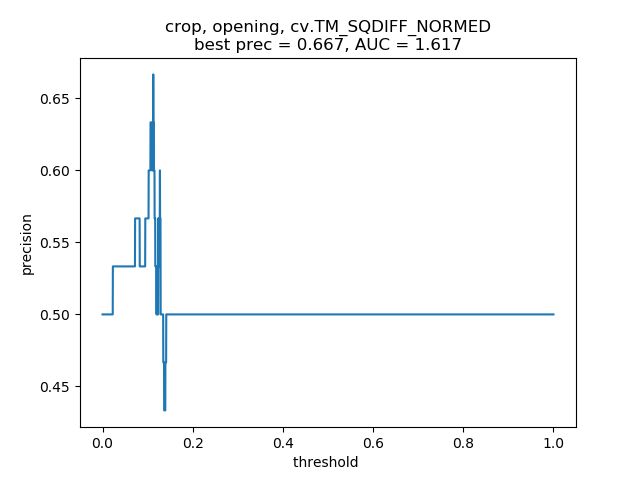 crop, opening, cv.TM_SQDIFF_NORMED
best prec = 0.667, AUC = 1.617
0.65
0.60
0.55
precision
0.50
0.45
0.0 0.2 0.4 0.6 0.8 1.0
threshold